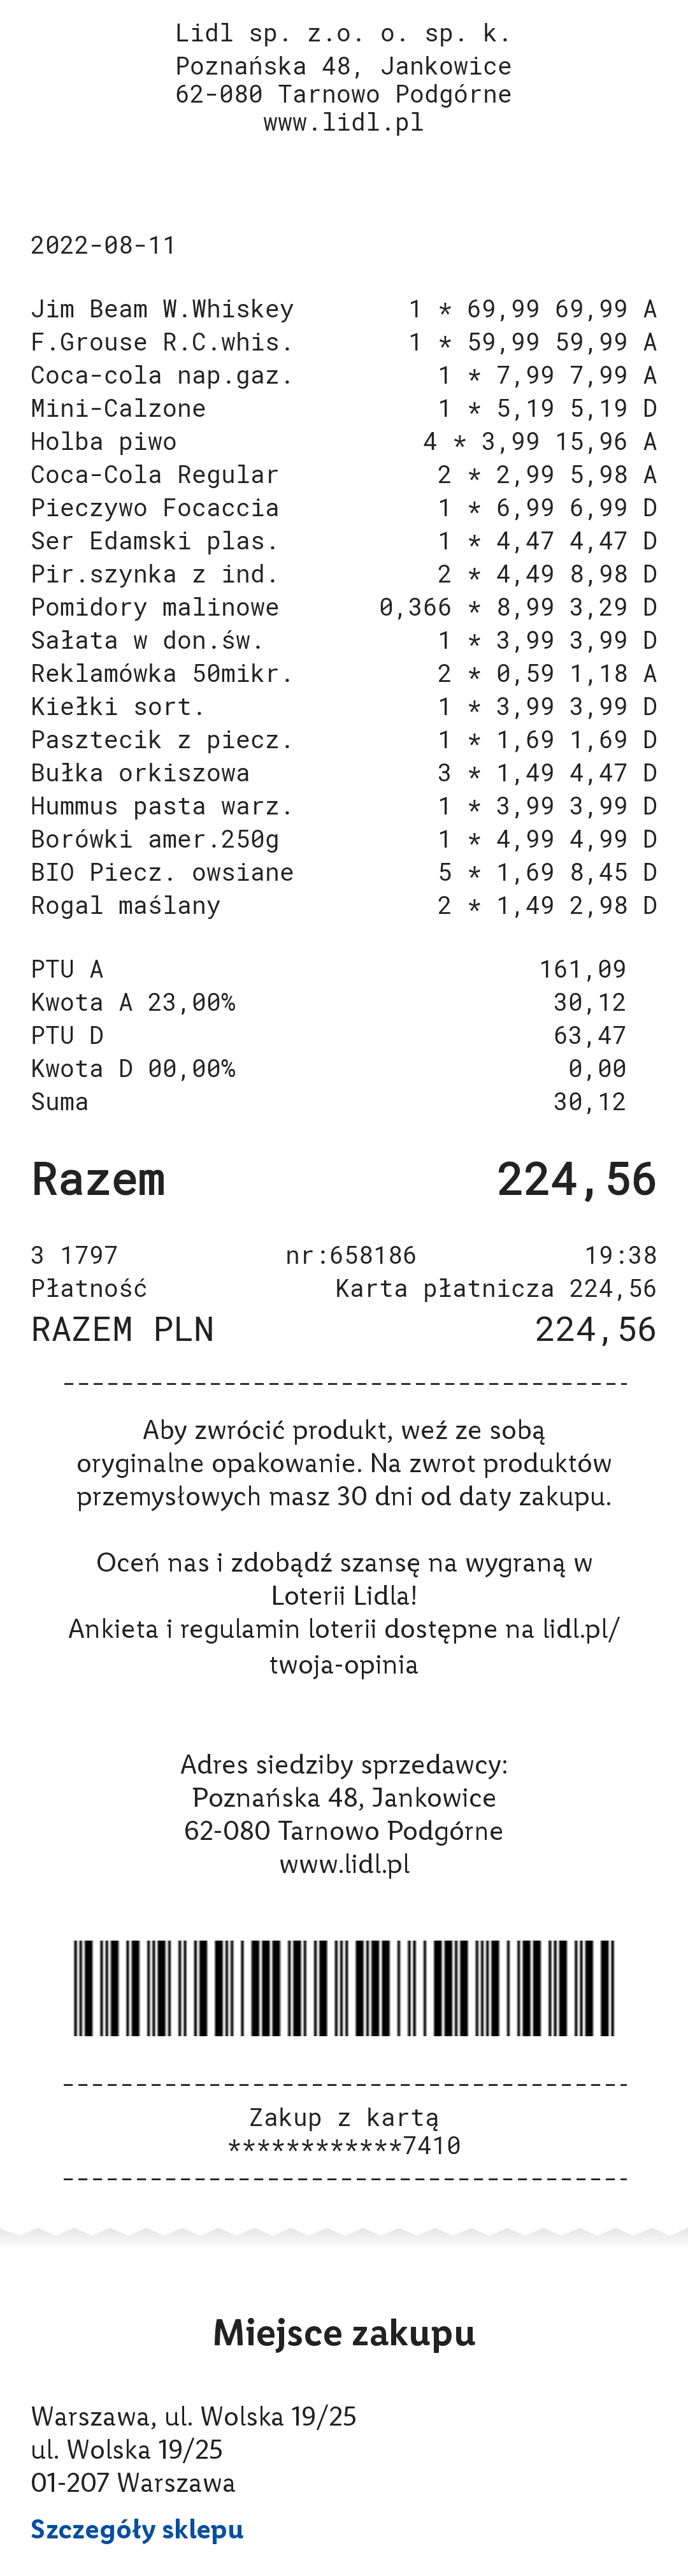 Lidl sp. z.o. o. sp. k.
Poznańska 48, Jankowice
62-080 Tarnowo Podgórne
www.lidl.pl
2022-08-11
Jim Beam W.Whiskey 1 * 69,99 69,99 A
F.Grouse R.C.whis. 1 * 59,99 59,99 A
Coca-cola nap.gaz. 1 * 7,99 7,99 A
Mini-Calzone 1 * 5,19 5,19 D
Holba piwo 4 * 3,99 15,96 A
Coca-Cola Regular 2 * 2,99 5,98 A
Pieczywo Focaccia 1 * 6,99 6,99 D
Ser Edamski plas. 1 * 4,47 4,47 D
Pir.szynka z ind. 2 * 4,49 8,98 D
Pomidory malinowe 0,366 * 8,99 3,29 D
Sałata w don.św. 1 * 3,99 3,99 D
Reklamówka 50mikr. 2 * 0,59 1,18 A
Kiełki sort. 1 * 3,99 3,99 D
Pasztecik z piecz. 1 * 1,69 1,69 D
Bułka orkiszowa 3 * 1,49 4,47 D
Hummus pasta warz. 1 * 3,99 3,99 D
Borówki amer.250g 1 * 4,99 4,99 D
BIO Piecz. owsiane 5 * 1,69 8,45 D
Rogal maślany 2 * 1,49 2,98 D
PTU A 161,09
Kwota A 23,00% 30,12
PTU D 63,47
Kwota D 00,00% 0,00
Suma 30,12
Razem 224,56
3 1797 nr:658186 19:38
Płatność Karta płatnicza 224,56
RAZEM PLN 224,56
Aby zwrócić produkt, weź ze sobą
oryginalne opakowanie. Na zwrot produktów
przemysłowych masz 30 dni od daty zakupu.
Oceń nas i zdobądź szansę na wygraną w
Loterii Lidla!
Ankieta i regulamin loterii dostępne na lidl.pl/
twoja-opinia
Adres siedziby sprzedawcy:
Poznańska 48, Jankowice
62-080 Tarnowo Podgórne
www.lidl.pl
Zakup z kartą
************7410
Miejsce zakupu
Warszawa, ul. Wolska 19/25
ul. Wolska 19/25
01-207 Warszawa
Szczegóły sklepu